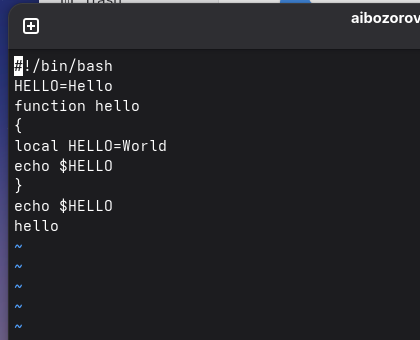 aibozorov
#!/bin/bash
HELLO=Hello
function hello
{
local HELLO=World
echo $HELLO
}
echo $HELLO
hello
~
~
~
~
~